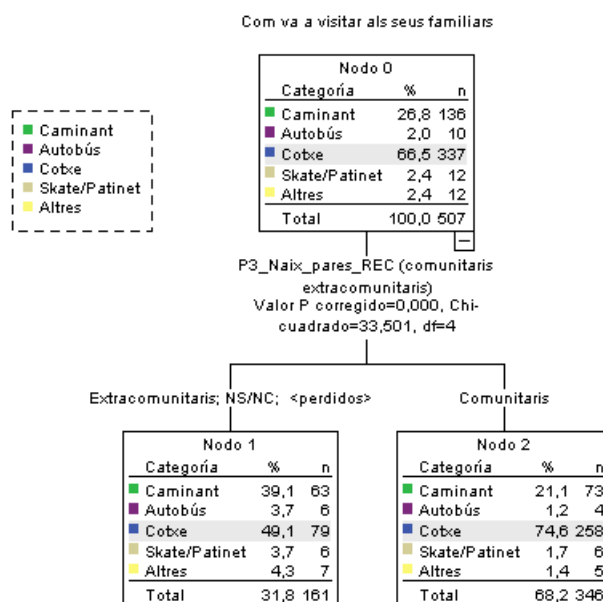 Com va a visitar als seus familiars
Caminant
Autobús
Cotxe
Skate/Patinet
Altres
Nodo 0
Categoría % n
Caminant 26,8 136
Autobús 2,0 10
Cotxe 66,5 337
Skate/Patinet 2,4 12
Altres 2,4 12
Total 100,0 507
P3_Naix_pares_REC (comunitaris
extracomunitaris)
Valor P corregido=0,000, Chi-
cuadrado=33,501, df=4
Extracomunitaris; NS/NC; <perdidos>
Comunitaris
Nodo 1
Categoría % n
Caminant 39,1 63
Autobús 3,7 6
Cotxe 49,1 79
Skate/Patinet 3,7 6
Altres 4,3 7
Total 31,8 161
Nodo 2
Categoría % n
Caminant 21,1 73
Autobús 1,2 4
Cotxe 74,6 258
Skate/Patinet 1,7 6
Altres 1,4 5
Total 68,2 346